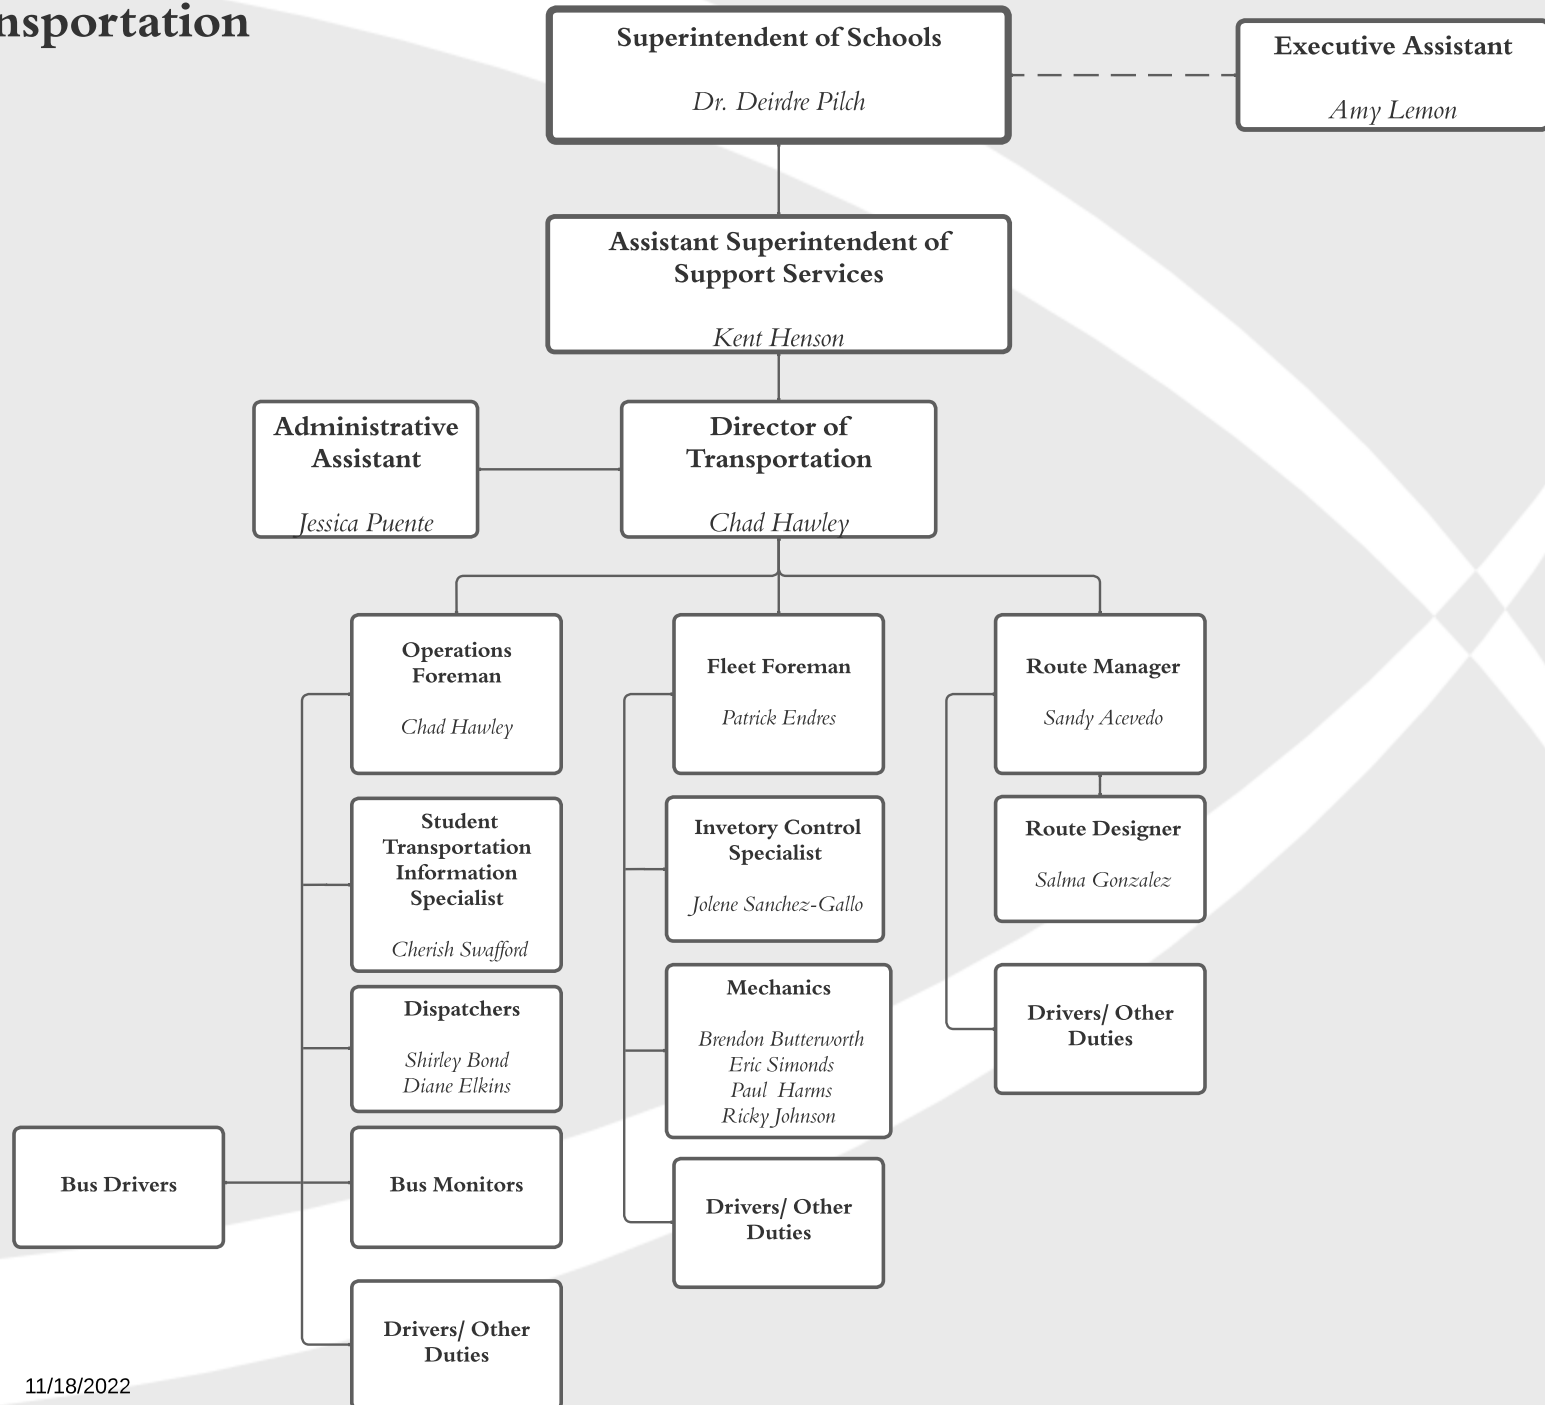 nsportation
Superintendent of Schools
Dr. Deirdre Pilch
Executive Assistant
Amy Lemon
Assistant Superintendent of
Support Services
Kent Henson
Administrative
Assistant
Jessica Puente
Director of
Transportation
Chad Hawley
Operations
Foreman
Chad Hawley
Fleet Foreman
Patrick Endres
Route Manager
Sandy Acevedo
Student
Transportation
Information
Specialist
Cherish Swafford
Invetory Control
Specialist
Jolene Sanchez-Gallo
Route Designer
Salma Gonzalez
Dispatchers
Shirley Bond
Diane Elkins
Mechanics
Brendon Butterworth
Eric Simonds
Paul  Harms
Ricky Johnson
Drivers/ Other
Duties
Bus Drivers
Bus Monitors
Drivers/ Other
Duties
Drivers/ Other
Duties
11/18/2022